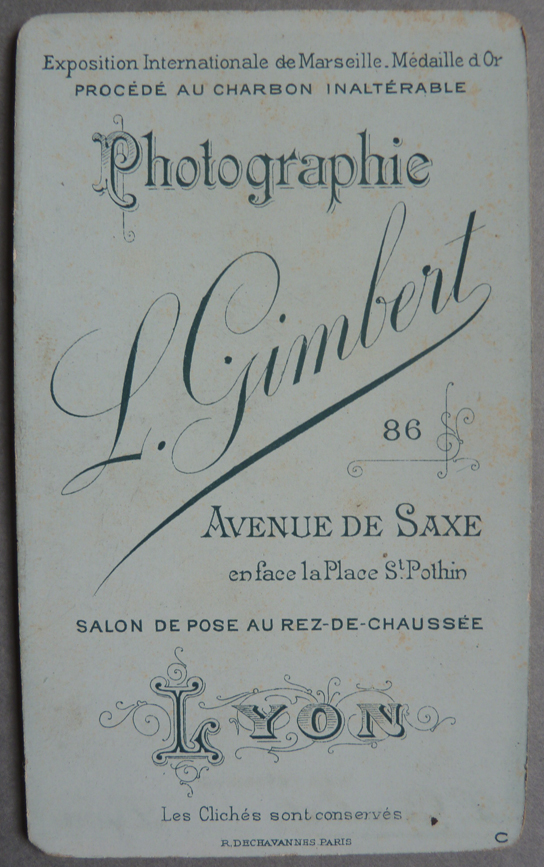 Exposition Internationale de Marseille. Médaille d'Or
PROCÉDÉ AU CHARBON INALTÉRABLE
Photographie
L. Gimbert
86
AVENUE DE SAXE
en face la Place St. Pothin
SALON DE POSE AU REZ-DE-CHAUSSÉE
LYON
Les Clichés sont conservés
R. DECHAVANNES. PARIS
C